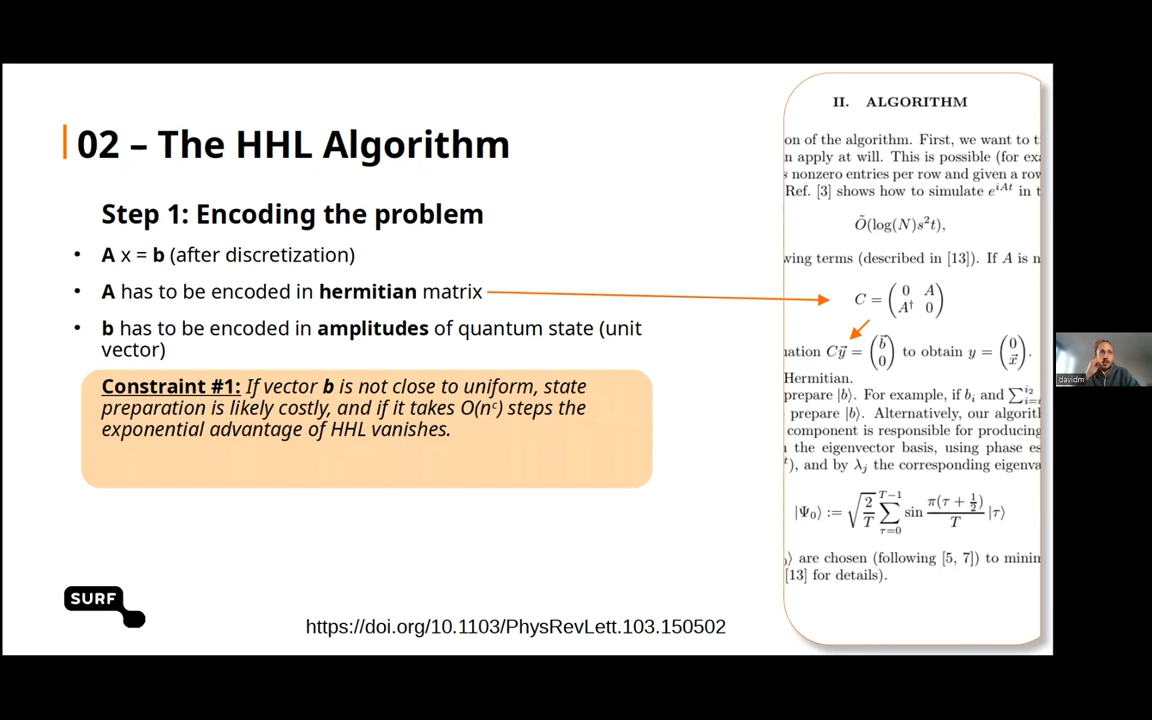 02 – The HHL Algorithm
Step 1: Encoding the problem
• A x = b (after discretization)
• A has to be encoded in hermitian matrix
• b has to be encoded in amplitudes of quantum state (unit
vector)
Constraint #1: If vector b is not close to uniform, state
preparation is likely costly, and if it takes O(nᶜ) steps the
exponential advantage of HHL vanishes.
SURF
https://doi.org/10.1103/PhysRevLett.103.150502
II. ALGORITHM
on of the algorithm. First, we want to t
n apply at will. This is possible (for exa
s nonzero entries per row and given a row
Ref. [3] shows how to simulate e^{iAt} in t
Õ(log(N)s²t),
wing terms (described in [13]). If A is n
C = ( 0 A
A† 0 )
uation Cy⃗ = ( b⃗ 0 ) to obtain y = ( 0 x⃗ ).
Hermitian.
prepare |b⟩. For example, if b_i and ∑_{i=i}^{i₂}
prepare |b⟩. Alternatively, our algorith
component is responsible for producing
n the eigenvector basis, using phase es
), and by λ_j the corresponding eigenva
|Ψ₀⟩ := √(2/T) ∑_{τ=0}^{T−1} sin π(τ + ½)/T |τ⟩
⟩ are chosen (following [5, 7]) to minim
[13] for details).
davidm